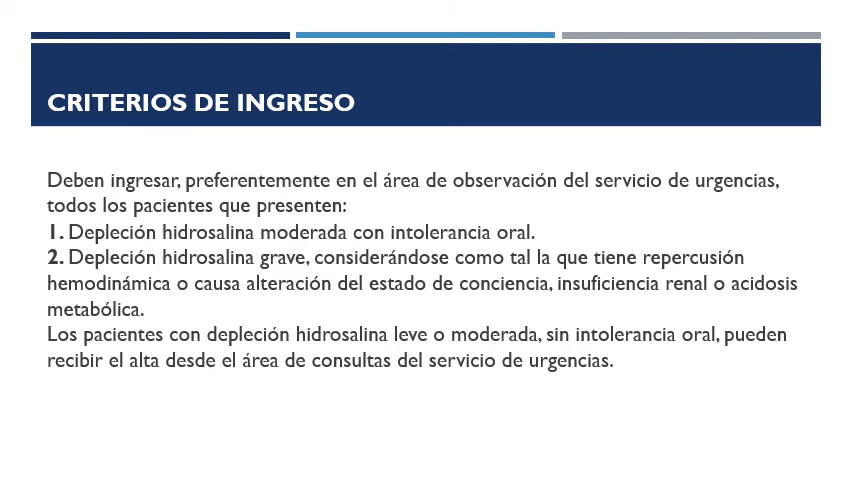 CRITERIOS DE INGRESO
Deben ingresar, preferentemente en el área de observación del servicio de urgencias,
todos los pacientes que presenten:
1. Depleción hidrosalina moderada con intolerancia oral.
2. Depleción hidrosalina grave, considerándose como tal la que tiene repercusión
hemodinámica o causa alteración del estado de conciencia, insuficiencia renal o acidosis
metabólica.
Los pacientes con depleción hidrosalina leve o moderada, sin intolerancia oral, pueden
recibir el alta desde el área de consultas del servicio de urgencias.